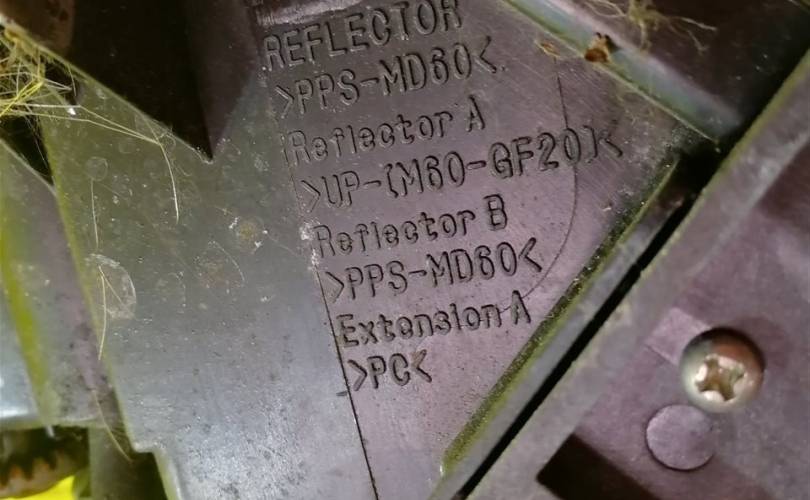 REFLECTOR
>PPS-MD60<
Reflector A
>UP-(M60-GF20)<
Reflector B
>PPS-MD60<
Extension A
>PC<